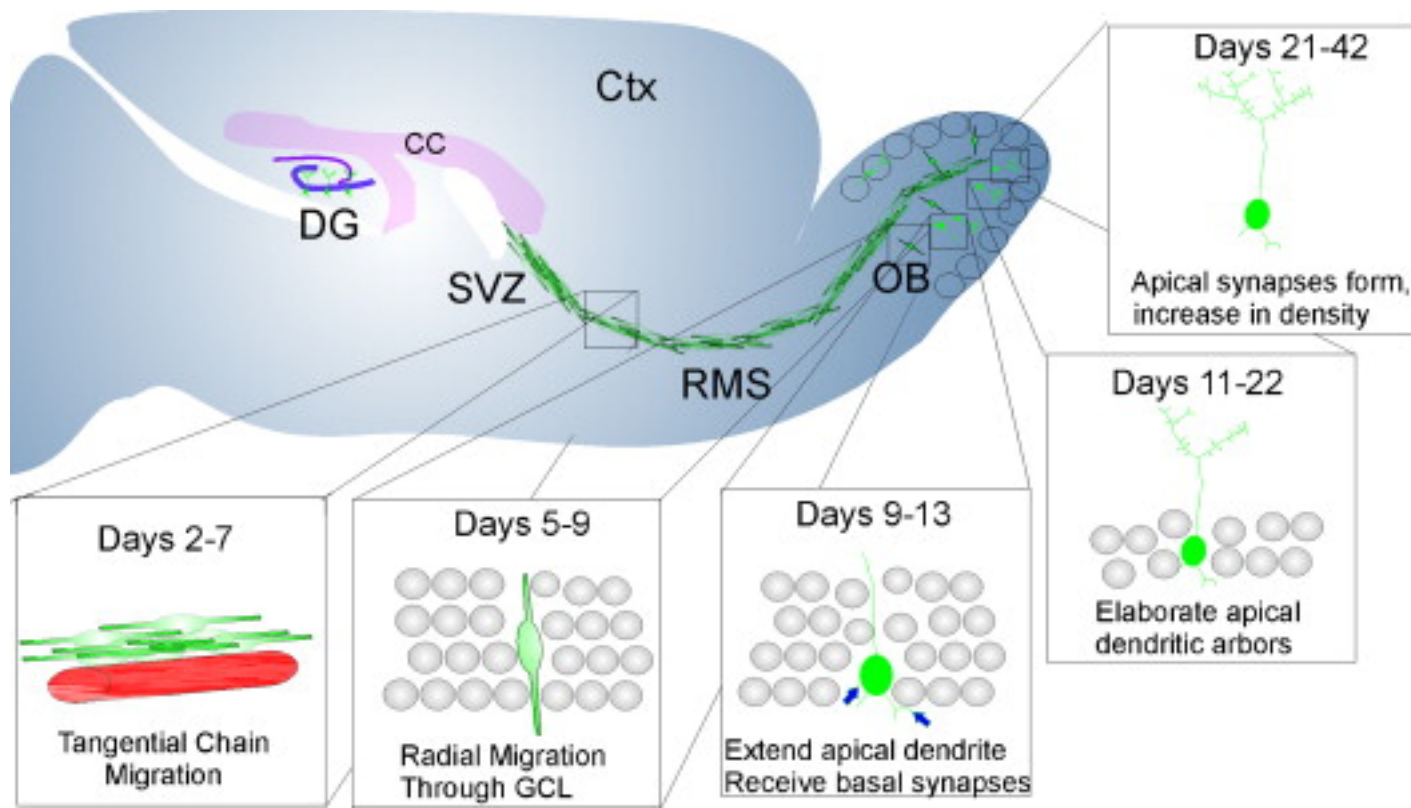 Ctx
CC
DG
SVZ
OB
RMS
Days 21-42
Apical synapses form,
increase in density
Days 11-22
Elaborate apical
dendritic arbors
Days 2-7
Tangential Chain
Migration
Days 5-9
Radial Migration
Through GCL
Days 9-13
Extend apical dendrite
Receive basal synapses